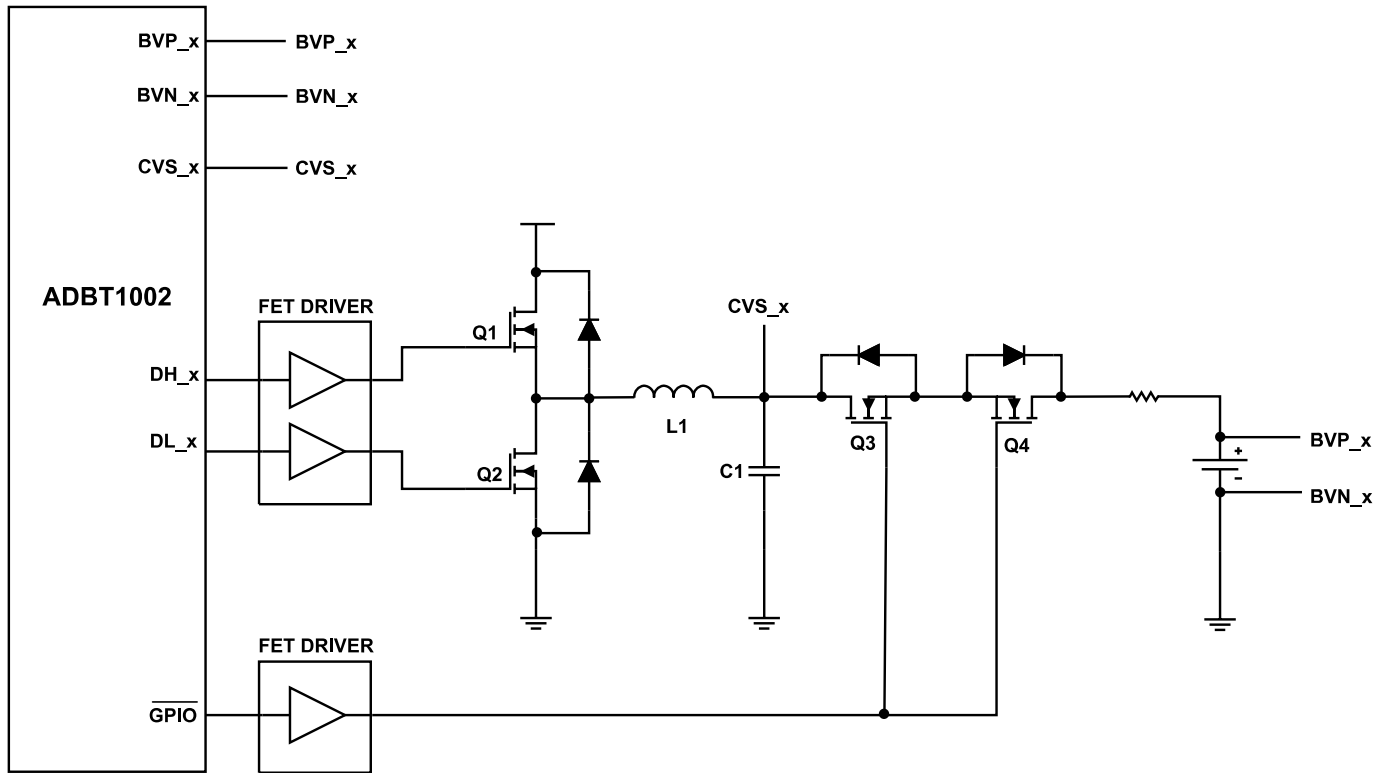 BVP_x BVP_x
BVN_x BVN_x
CVS_x CVS_x
ADBT1002
FET DRIVER
CVS_x
Q1
DH_x
L1
Q3
Q4
BVP_x
+
DL_x
Q2
C1
-
BVN_x
FET DRIVER
GPIO